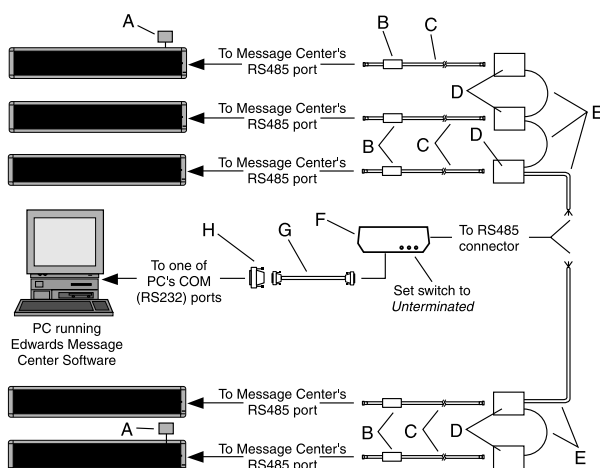 A
B
C
To Message Center's
RS485 port
D
E
To Message Center's
RS485 port
B
C
D
To Message Center's
RS485 port
H
G
F
To RS485
connector
To one of
PC's COM
(RS232) ports
Set switch to
Unterminated
PC running
Edwards Message
Center Software
To Message Center's
RS485 port
A
B
C
D
E
To Message Center's
RS485 port